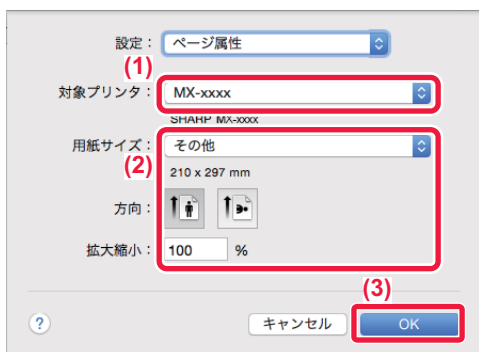 設定： ページ属性
(1)
対象プリンタ： MX-xxxx
SHARP MX-xxxx
用紙サイズ： その他
(2)
210 x 297 mm
方向：
拡大縮小： 100 %
(3)
? キャンセル OK